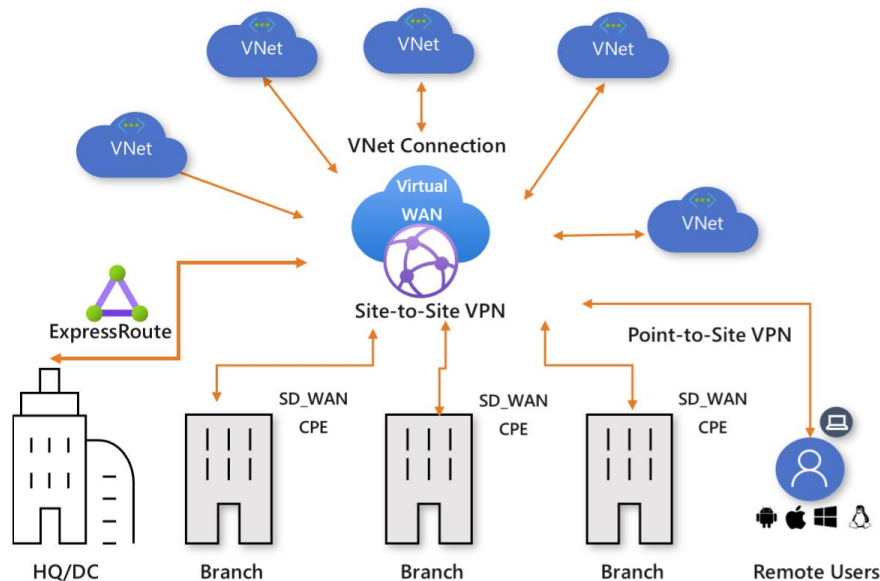 VNet
VNet
VNet
VNet
VNet Connection
Virtual
WAN
VNet
ExpressRoute
Site-to-Site VPN
Point-to-Site VPN
SD_WAN
CPE
SD_WAN
CPE
SD_WAN
CPE
HQ/DC
Branch
Branch
Branch
Remote Users